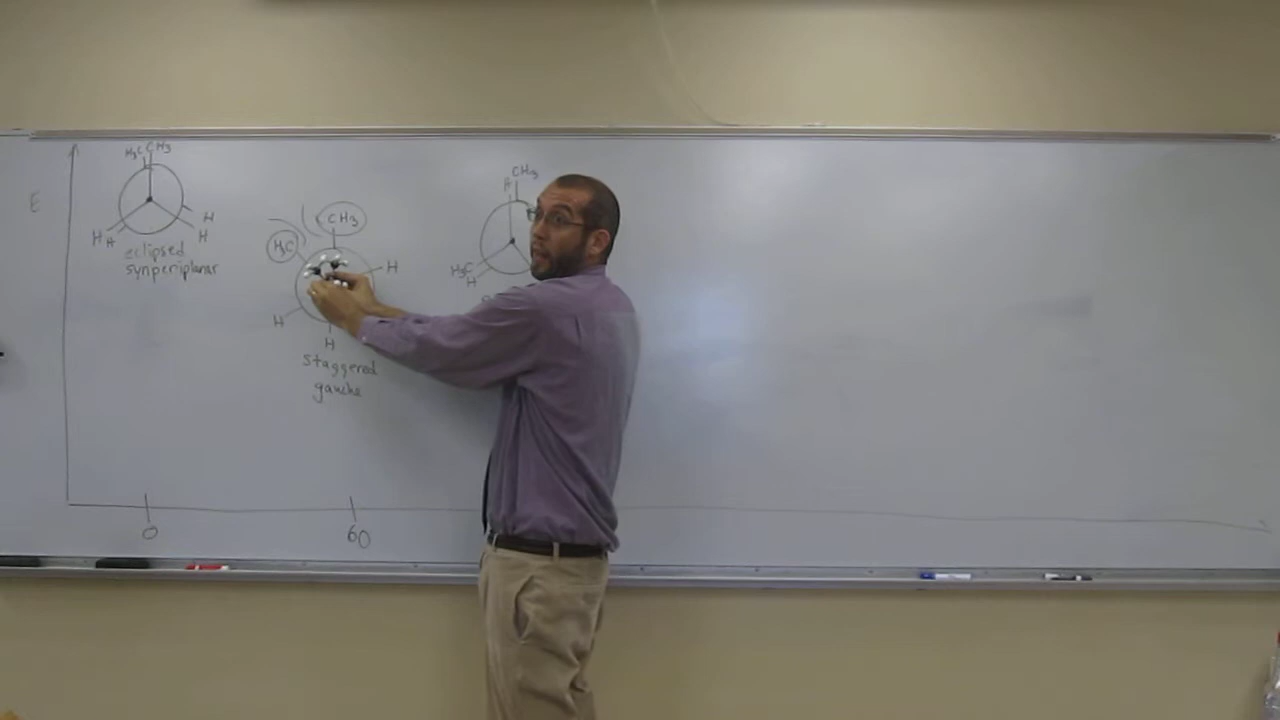 E
H₃C CH₃
H H H H
eclipsed
synperiplanar
0
CH₃
H₃C
H
H
H
staggered
gauche
60
CH₃
H
H
H₃C
H